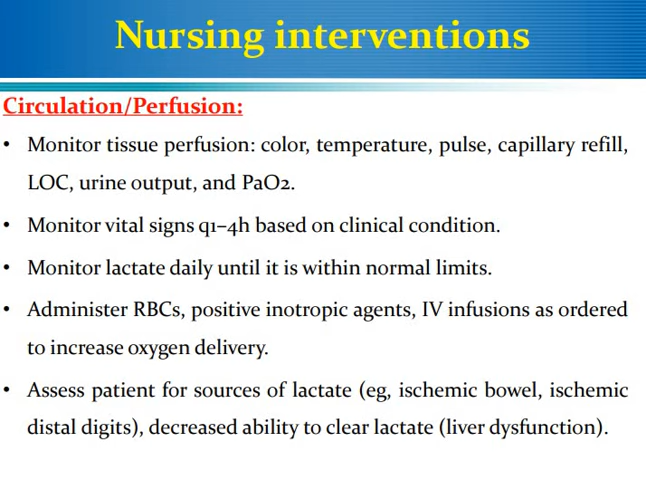 Nursing interventions
Circulation/Perfusion:
• Monitor tissue perfusion: color, temperature, pulse, capillary refill,
LOC, urine output, and PaO2.
• Monitor vital signs q1–4h based on clinical condition.
• Monitor lactate daily until it is within normal limits.
• Administer RBCs, positive inotropic agents, IV infusions as ordered
to increase oxygen delivery.
• Assess patient for sources of lactate (eg, ischemic bowel, ischemic
distal digits), decreased ability to clear lactate (liver dysfunction).